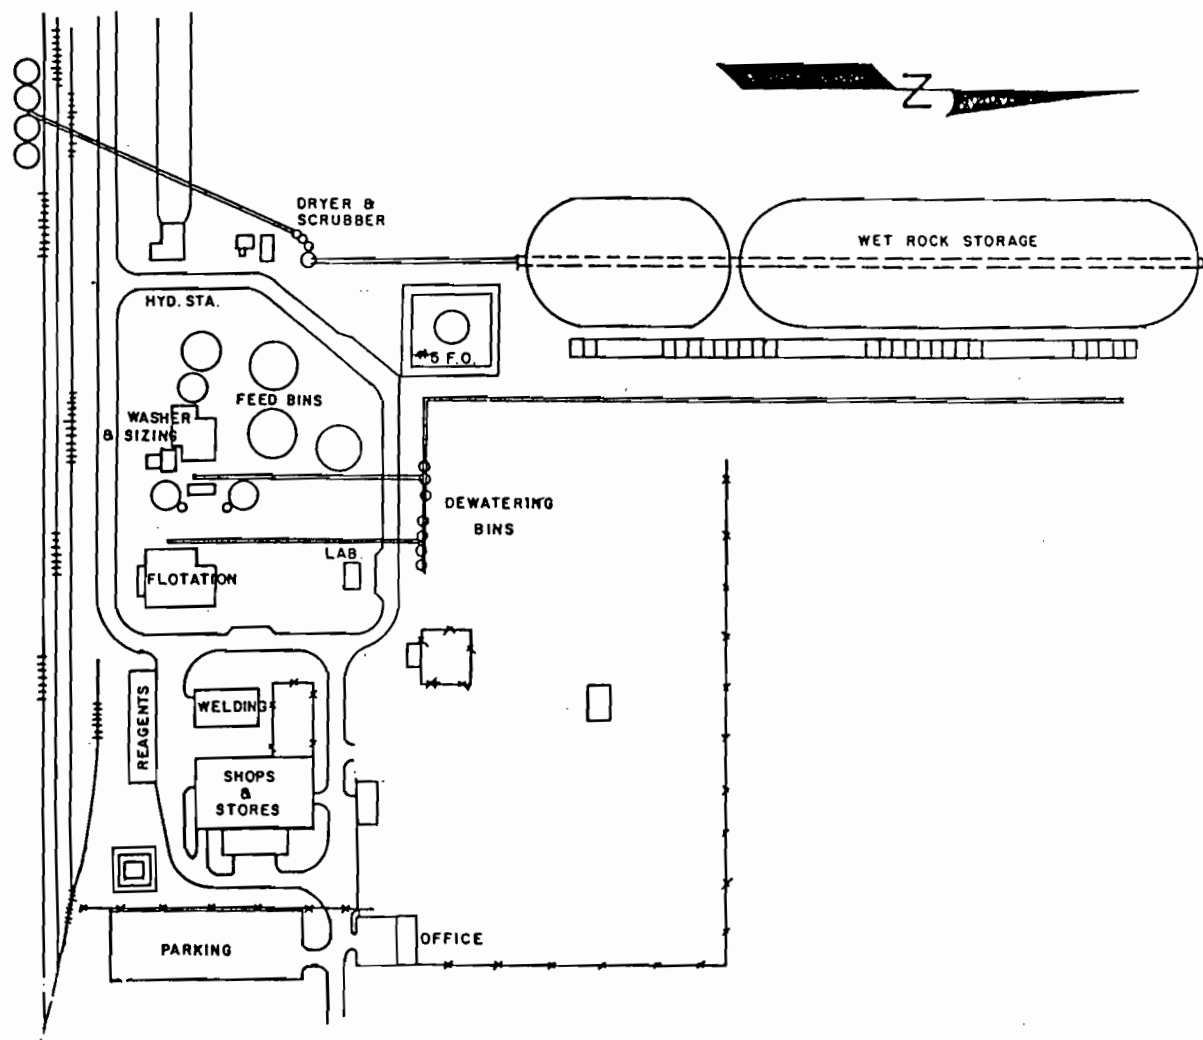 N
DRYER &
SCRUBBER
WET ROCK STORAGE
HYD. STA.
#5 F.O.
FEED BINS
WASHER
& SIZING
DEWATERING
BINS
LAB.
FLOTATION
REAGENTS
WELDING
SHOPS
&
STORES
PARKING
OFFICE